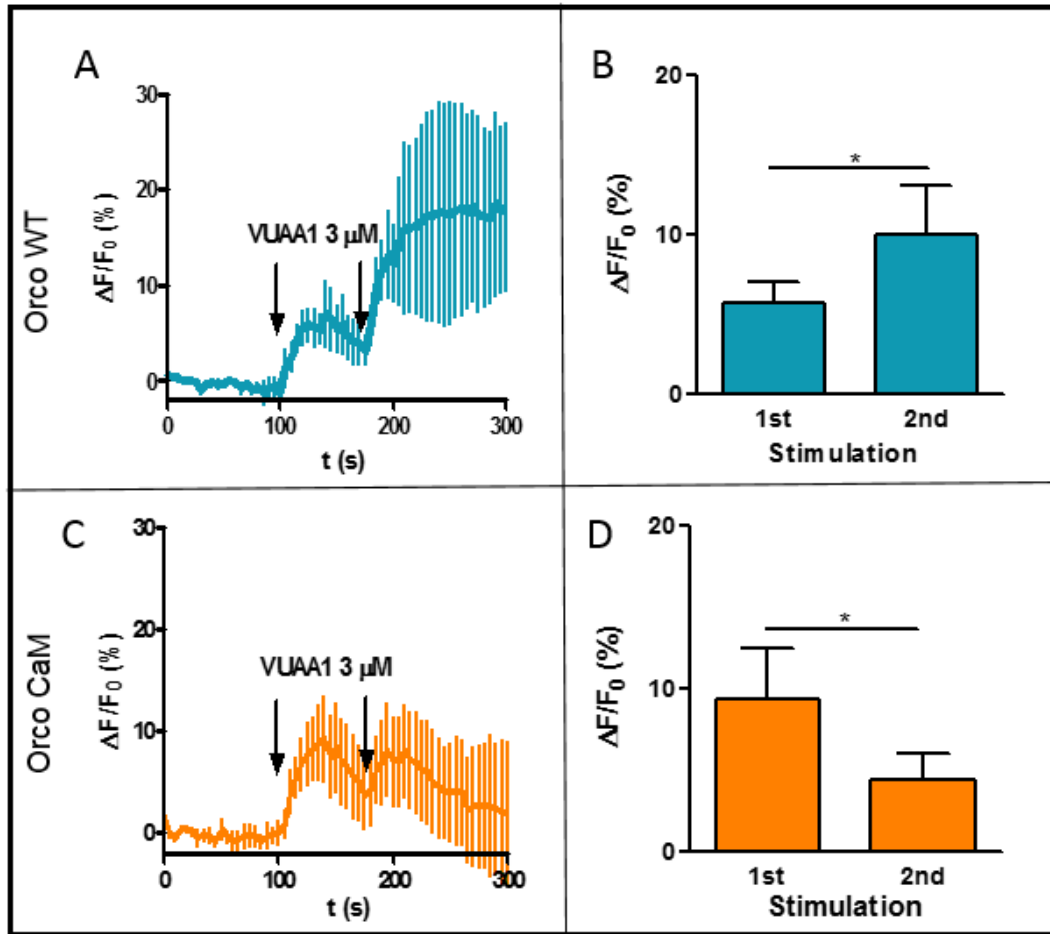 Orco WT
A
ΔF/F0 (%)
30
20
10
0
VUAA1 3 µM
0 100 200 300
t (s)
B
ΔF/F0 (%)
20
10
0
*
1st 2nd
Stimulation
Orco CaM
C
ΔF/F0 (%)
30
20
10
0
VUAA1 3 µM
0 100 200 300
t (s)
D
ΔF/F0 (%)
20
10
0
*
1st 2nd
Stimulation